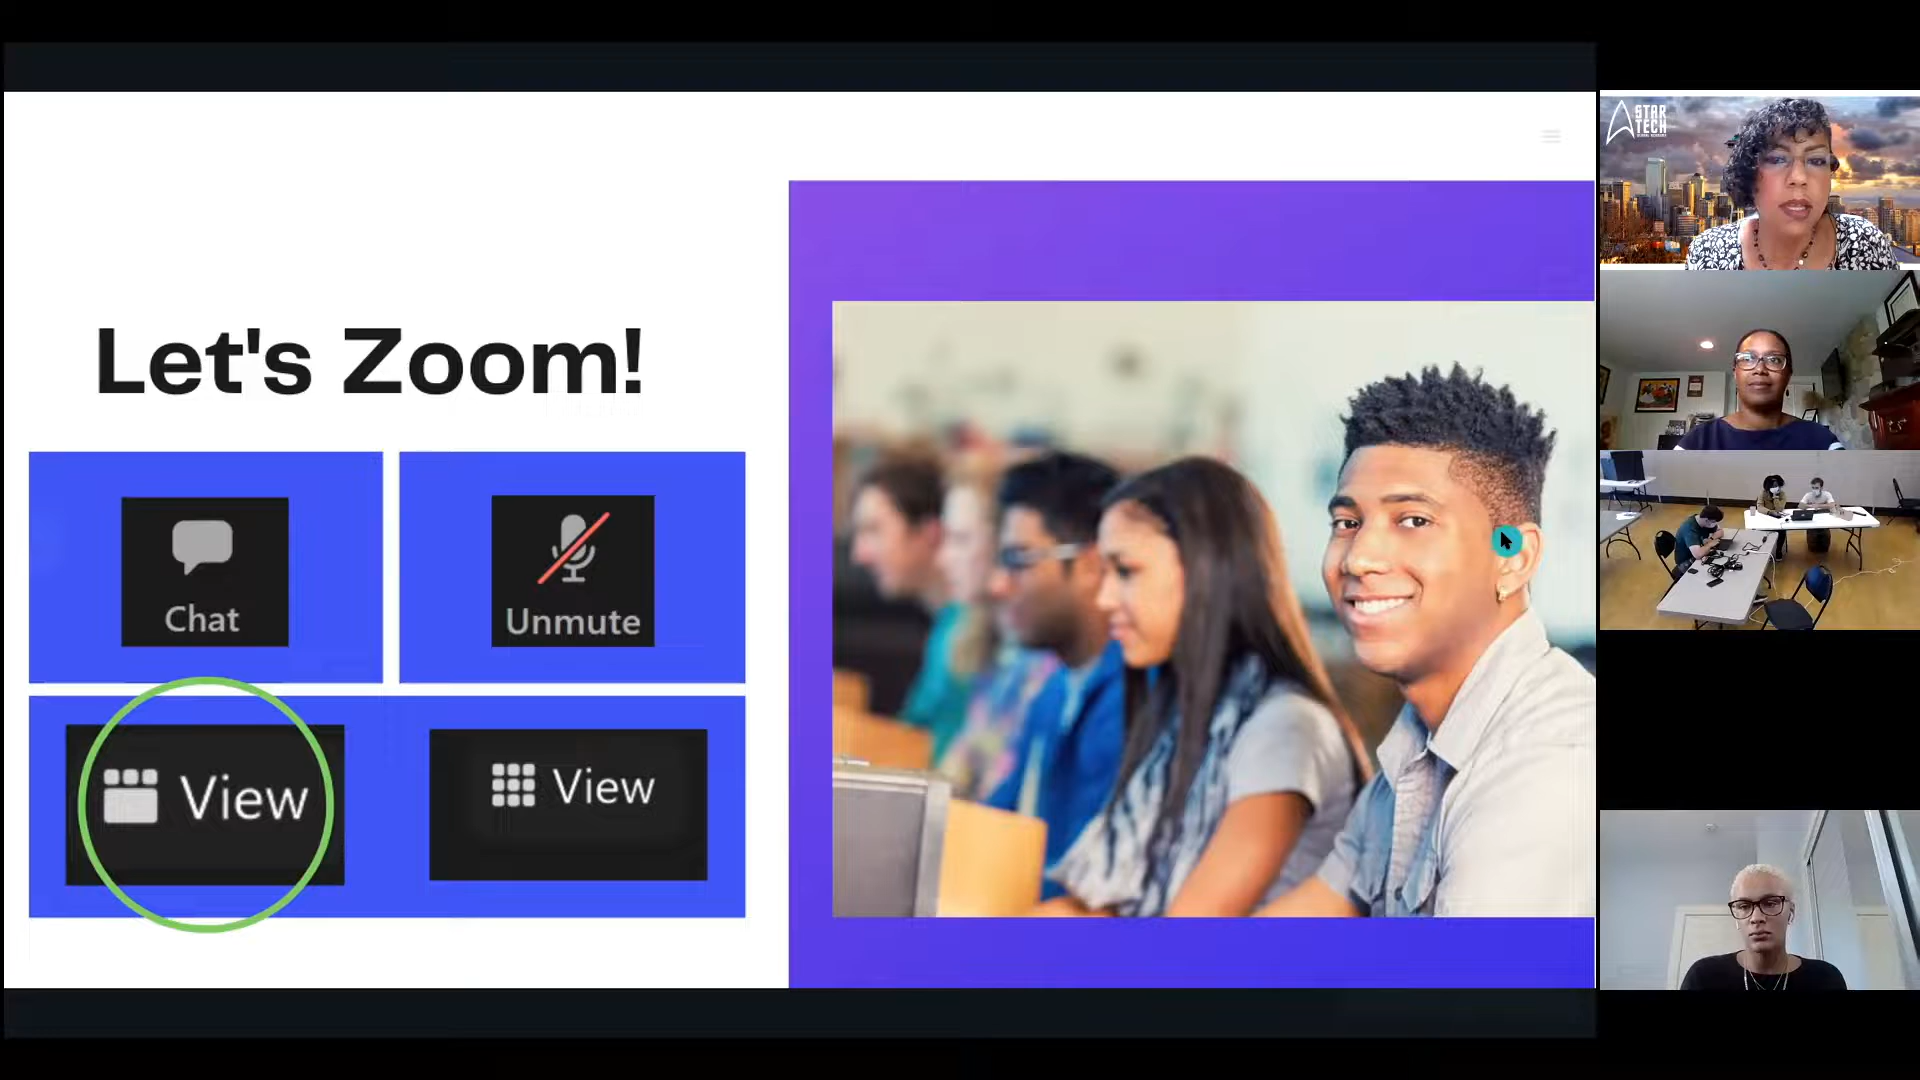 Let's Zoom!
Chat
Unmute
View
View
STAR
TECH